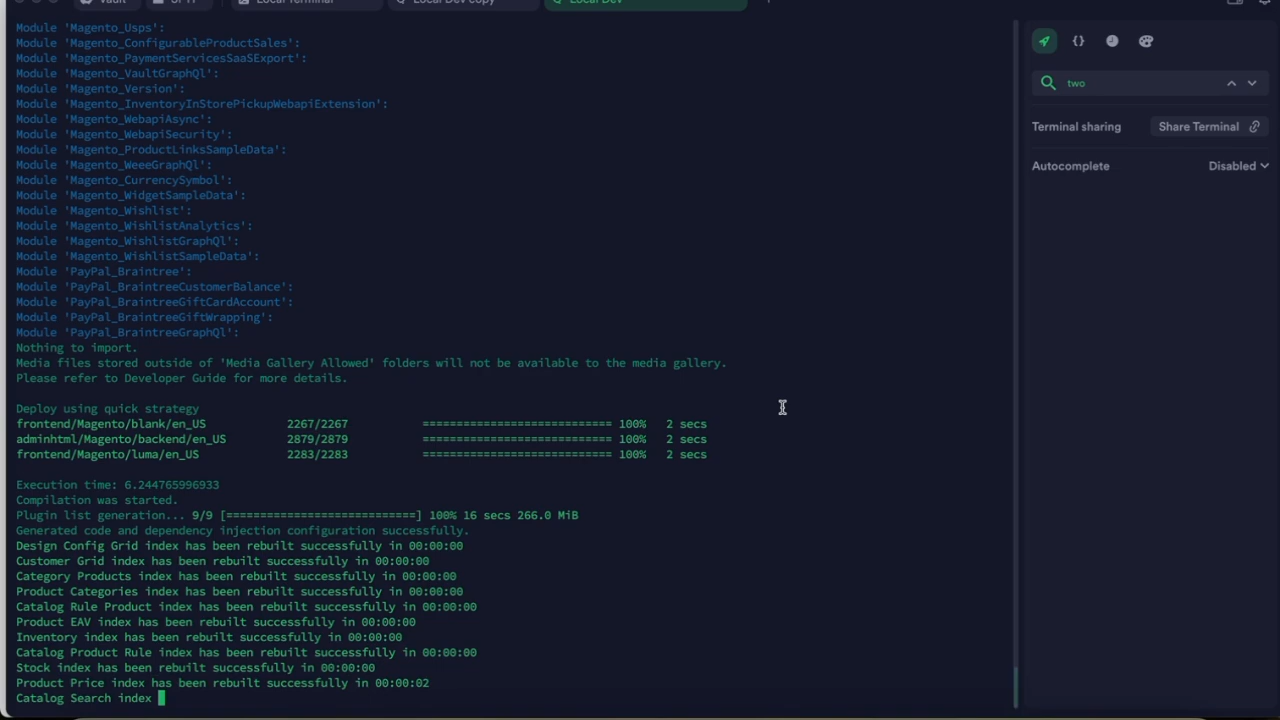 Vault
SFTP
Local Terminal
Local Dev copy
Local Dev
Module 'Magento_Usps':
Module 'Magento_ConfigurableProductSales':
Module 'Magento_PaymentServicesSaaSExport':
Module 'Magento_VaultGraphQl':
Module 'Magento_Version':
Module 'Magento_InventoryInStorePickupWebapiExtension':
Module 'Magento_WebapiAsync':
Module 'Magento_WebapiSecurity':
Module 'Magento_ProductLinksSampleData':
Module 'Magento_WeeeGraphQl':
Module 'Magento_CurrencySymbol':
Module 'Magento_WidgetSampleData':
Module 'Magento_Wishlist':
Module 'Magento_WishlistAnalytics':
Module 'Magento_WishlistGraphQl':
Module 'Magento_WishlistSampleData':
Module 'PayPal_Braintree':
Module 'PayPal_BraintreeCustomerBalance':
Module 'PayPal_BraintreeGiftCardAccount':
Module 'PayPal_BraintreeGiftWrapping':
Module 'PayPal_BraintreeGraphQl':
Nothing to import.
Media files stored outside of 'Media Gallery Allowed' folders will not be available to the media gallery.
Please refer to Developer Guide for more details.
Deploy using quick strategy
frontend/Magento/blank/en_US 2267/2267 ============================ 100% 2 secs
adminhtml/Magento/backend/en_US 2879/2879 ============================ 100% 2 secs
frontend/Magento/luma/en_US 2283/2283 ============================ 100% 2 secs
Execution time: 6.244765996933
Compilation was started.
Plugin list generation... 9/9 [============================] 100% 16 secs 266.0 MiB
Generated code and dependency injection configuration successfully.
Design Config Grid index has been rebuilt successfully in 00:00:00
Customer Grid index has been rebuilt successfully in 00:00:00
Category Products index has been rebuilt successfully in 00:00:00
Product Categories index has been rebuilt successfully in 00:00:00
Catalog Rule Product index has been rebuilt successfully in 00:00:00
Product EAV index has been rebuilt successfully in 00:00:00
Inventory index has been rebuilt successfully in 00:00:00
Catalog Product Rule index has been rebuilt successfully in 00:00:00
Stock index has been rebuilt successfully in 00:00:00
Product Price index has been rebuilt successfully in 00:00:02
Catalog Search index
{}
two
Terminal sharing Share Terminal
Autocomplete Disabled